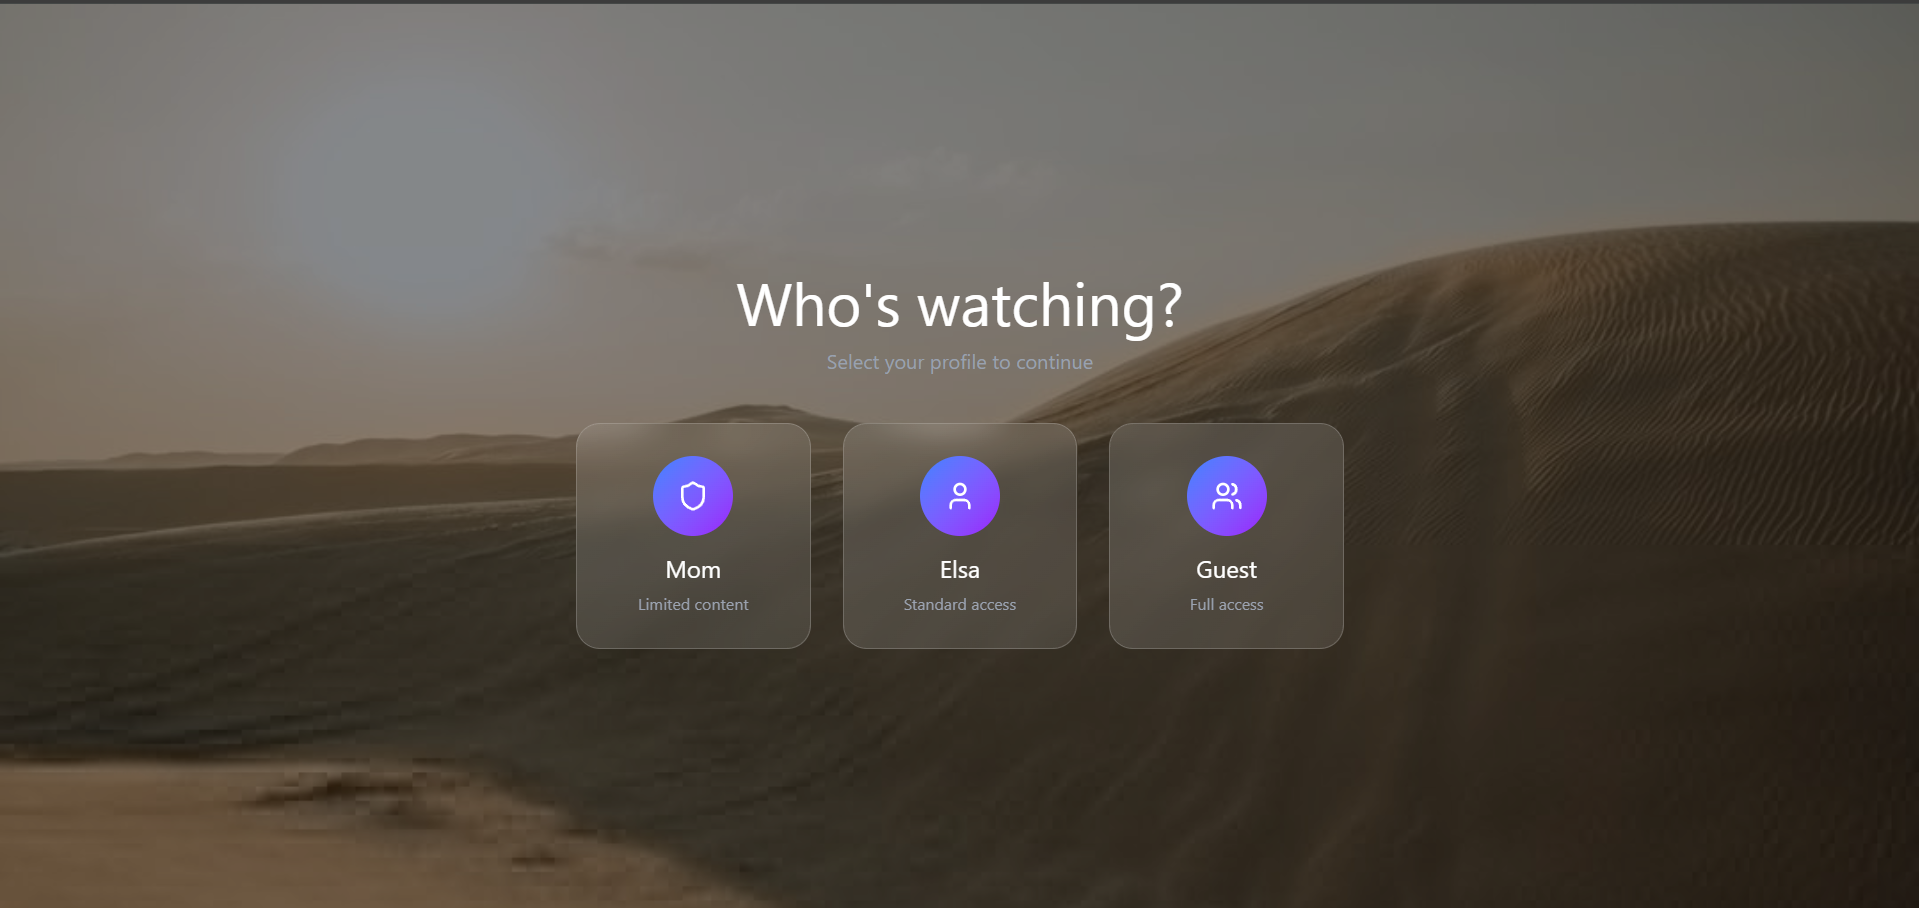 Who's watching?
Select your profile to continue
Mom
Limited content
Elsa
Standard access
Guest
Full access